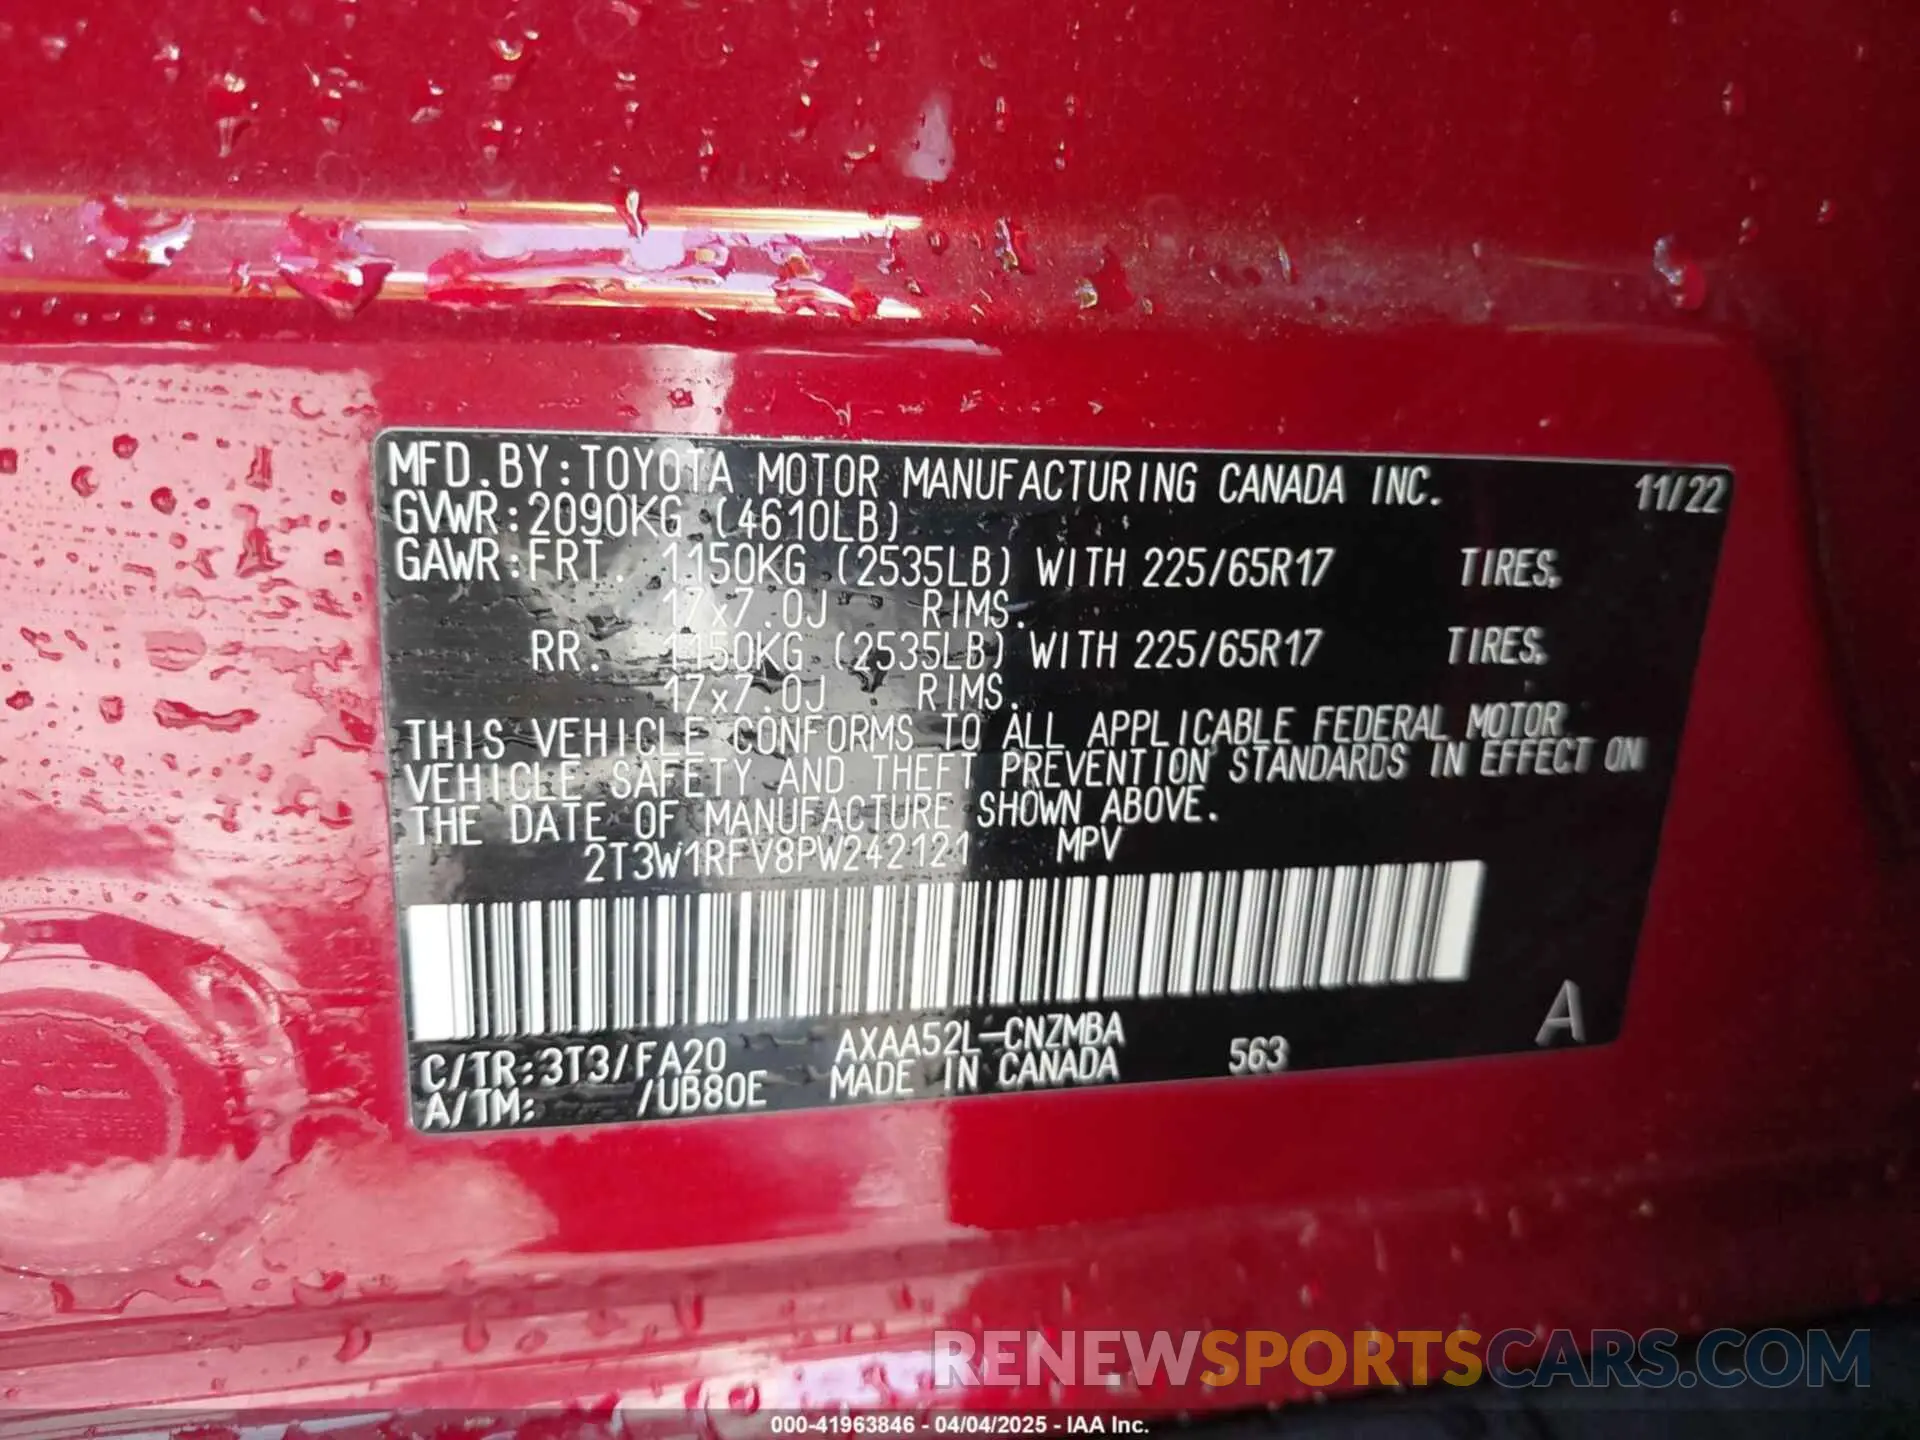 MFD.BY:TOYOTA MOTOR MANUFACTURING CANADA INC. 11/22
GVWR:2090KG (4610LB)
GAWR:FRT. 1150KG (2535LB) WITH 225/65R17 TIRES,
17x7.0J RIMS.
RR. 1150KG (2535LB) WITH 225/65R17 TIRES,
17x7.0J RIMS.
THIS VEHICLE CONFORMS TO ALL APPLICABLE FEDERAL MOTOR
VEHICLE SAFETY AND THEFT PREVENTION STANDARDS IN EFFECT ON
THE DATE OF MANUFACTURE SHOWN ABOVE.
2T3W1RFV8PW242121 MPV
A
C/TR:3T3/FA20 AXAA52L-CNZMBA 563
A/TM: /UB80E MADE IN CANADA
RENEWSPORTSCARS.COM
000-41963846 - 04/04/2025 - IAA Inc.